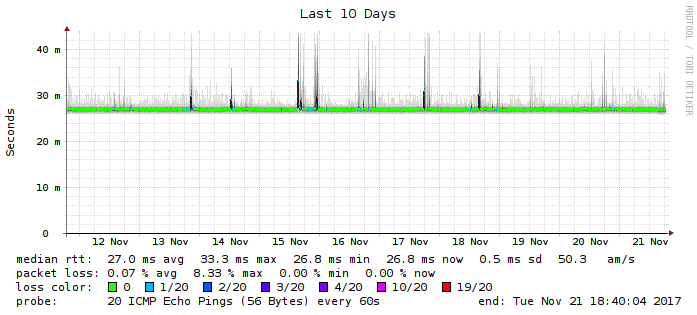 Last 10 Days
RRDTOOL / TOBI OETIKER
Seconds
40 m
30 m
20 m
10 m
0
12 Nov 13 Nov 14 Nov 15 Nov 16 Nov 17 Nov 18 Nov 19 Nov 20 Nov 21 Nov
median rtt: 27.0 ms avg 33.3 ms max 26.8 ms min 26.8 ms now 0.5 ms sd 50.3 am/s
packet loss: 0.07 % avg 8.33 % max 0.00 % min 0.00 % now
loss color: 0 1/20 2/20 3/20 4/20 10/20 19/20
probe: 20 ICMP Echo Pings (56 Bytes) every 60s end: Tue Nov 21 18:40:04 2017